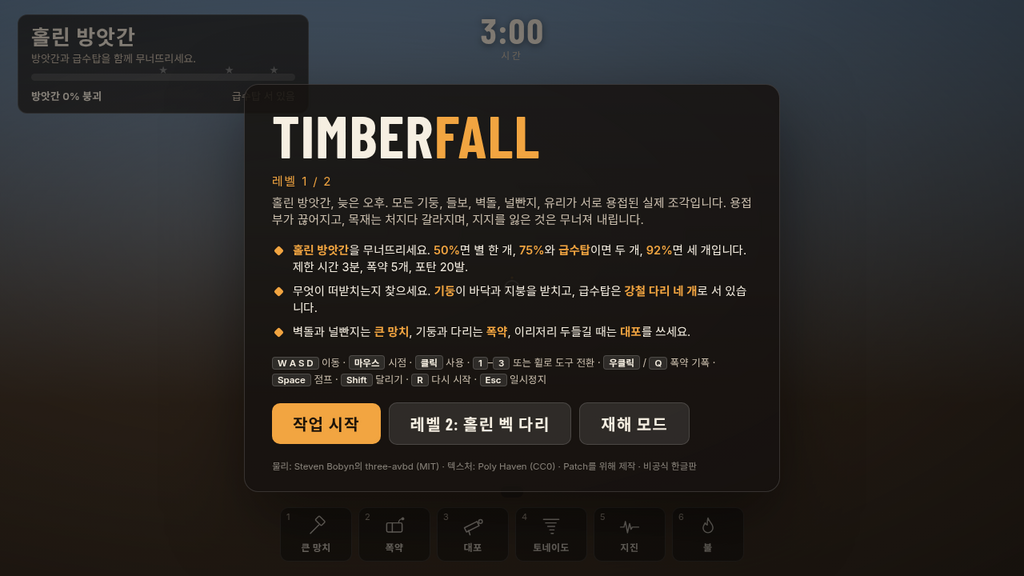 홀린 방앗간
방앗간과 급수탑을 함께 무너뜨리세요.
방앗간 0% 붕괴
3:00
시간
TIMBERFALL
레벨 1 / 2
홀린 방앗간, 늦은 오후. 모든 기둥, 들보, 벽돌, 널빤지, 유리가 서로 용접된 실제 조각입니다. 용접
부가 끊어지고, 목재는 처지다 갈라지며, 지지를 잃은 것은 무너져 내립니다.
홀린 방앗간을 무너뜨리세요. 50%면 별 한 개, 75%와 급수탑이면 두 개, 92%면 세 개입니다.
제한 시간 3분, 폭약 5개, 포탄 20발.
무엇이 떠받치는지 찾으세요. 기둥이 바닥과 지붕을 받치고, 급수탑은 강철 다리 네 개로 서 있습
니다.
벽돌과 널빤지는 큰 망치, 기둥과 다리는 폭약, 이리저리 두들길 때는 대포를 쓰세요.
W A S D 이동 · 마우스 시점 · 클릭 사용 · 1–3 또는 휠로 도구 전환 · 우클릭 / Q 폭약 기폭 ·
Space 점프 · Shift 달리기 · R 다시 시작 · Esc 일시정지
작업 시작
레벨 2: 홀린 벡 다리
재해 모드
물리: Steven Bobyn의 three-avbd (MIT) · 텍스처: Poly Haven (CC0) · Patch를 위해 제작 · 비공식 한글판
1 큰 망치
2 폭약
3 대포
4 토네이도
5 지진
6 불